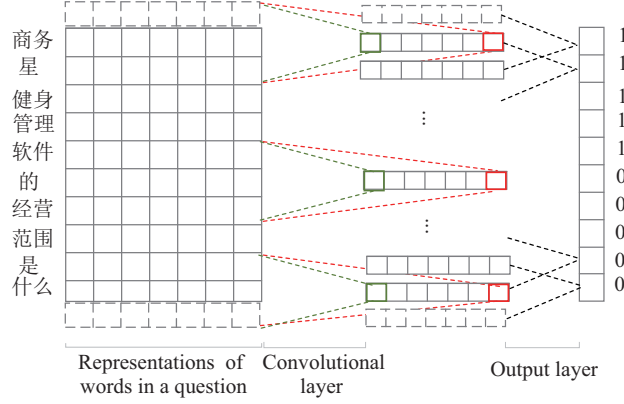 商务
星
健身
管理
软件
的
经营
范围
是
什么
1
1
1
1
1
0
0
0
0
0
...
...
Representations of
words in a question
Convolutional
layer
Output layer